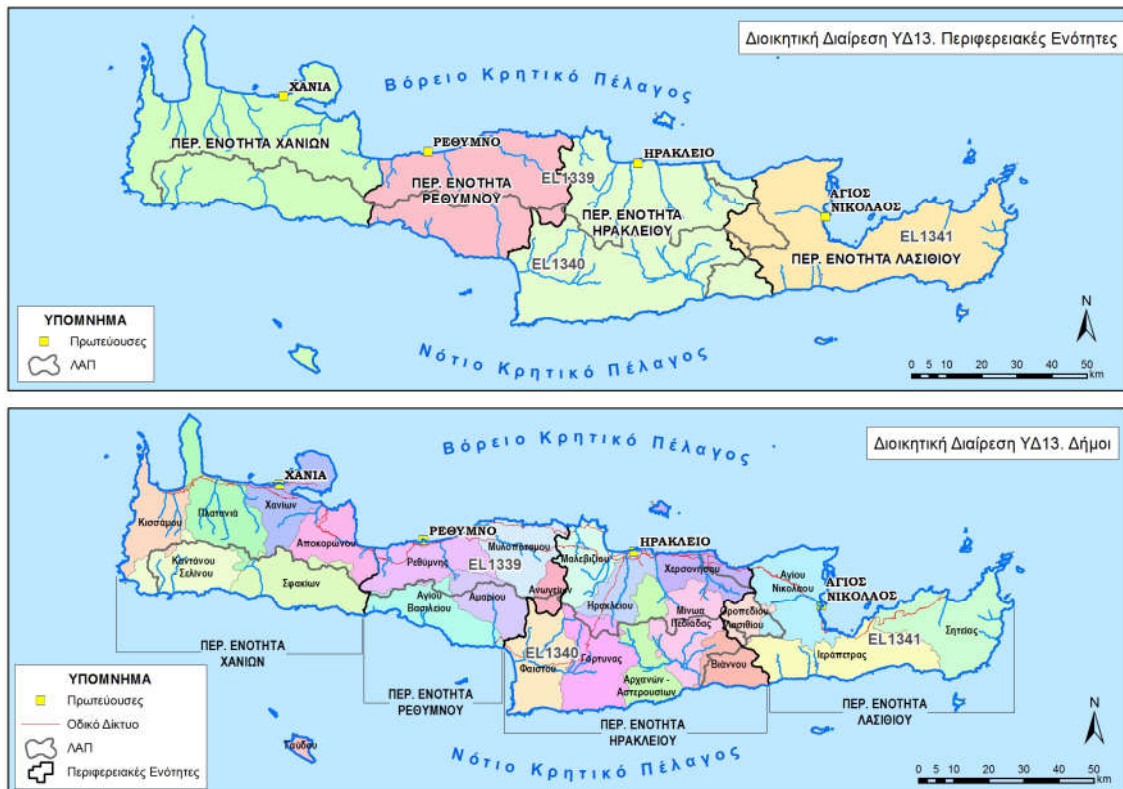 Διοικητική Διαίρεση ΥΔ13. Περιφερειακές Ενότητες
Βόρειο Κρητικό Πέλαγος
ΧΑΝΙΑ
ΠΕΡ. ΕΝΟΤΗΤΑ ΧΑΝΙΩΝ
ΡΕΘΥΜΝΟ
ΠΕΡ. ΕΝΟΤΗΤΑ
ΡΕΘΥΜΝΟΥ
EL1339
ΗΡΑΚΛΕΙΟ
ΠΕΡ. ΕΝΟΤΗΤΑ
ΗΡΑΚΛΕΙΟΥ
EL1340
ΑΓΙΟΣ
ΝΙΚΟΛΑΟΣ
EL1341
ΠΕΡ. ΕΝΟΤΗΤΑ ΛΑΣΙΘΙΟΥ
Νότιο Κρητικό Πέλαγος
ΥΠΟΜΝΗΜΑ
Πρωτεύουσες
ΛΑΠ
N
0 5 10 20 30 40 50
km
Διοικητική Διαίρεση ΥΔ13. Δήμοι
Βόρειο Κρητικό Πέλαγος
ΧΑΝΙΑ
Κισσάμου
Πλατανιά
Χανίων
Αποκορώνου
Καντάνου
Σελίνου
Σφακίων
ΡΕΘΥΜΝΟ
Ρεθύμνης
Μυλοποτάμου
EL1339
Αγίου
Βασιλείου
Αμαρίου
Ανωγείων
ΗΡΑΚΛΕΙΟ
Μαλεβιζίου
Χερσονήσου
Ηρακλείου
Μινώα
Πεδιάδας
EL1340
Φαιστού
Γόρτυνας
Αρχανών -
Αστερουσίων
Βιάννου
Αγίου
Νικολάου
ΑΓΙΟΣ
ΝΙΚΟΛΑΟΣ
Οροπεδίου
Λασιθίου
EL1341
Σητείας
Ιεράπετρας
ΠΕΡ. ΕΝΟΤΗΤΑ
ΧΑΝΙΩΝ
ΠΕΡ. ΕΝΟΤΗΤΑ
ΡΕΘΥΜΝΟΥ
ΠΕΡ. ΕΝΟΤΗΤΑ
ΗΡΑΚΛΕΙΟΥ
ΠΕΡ. ΕΝΟΤΗΤΑ
ΛΑΣΙΘΙΟΥ
Γαύδου
Νότιο Κρητικό Πέλαγος
ΥΠΟΜΝΗΜΑ
Πρωτεύουσες
Οδικό Δίκτυο
ΛΑΠ
Περιφερειακές Ενότητες
N
0 5 10 20 30 40 50
km